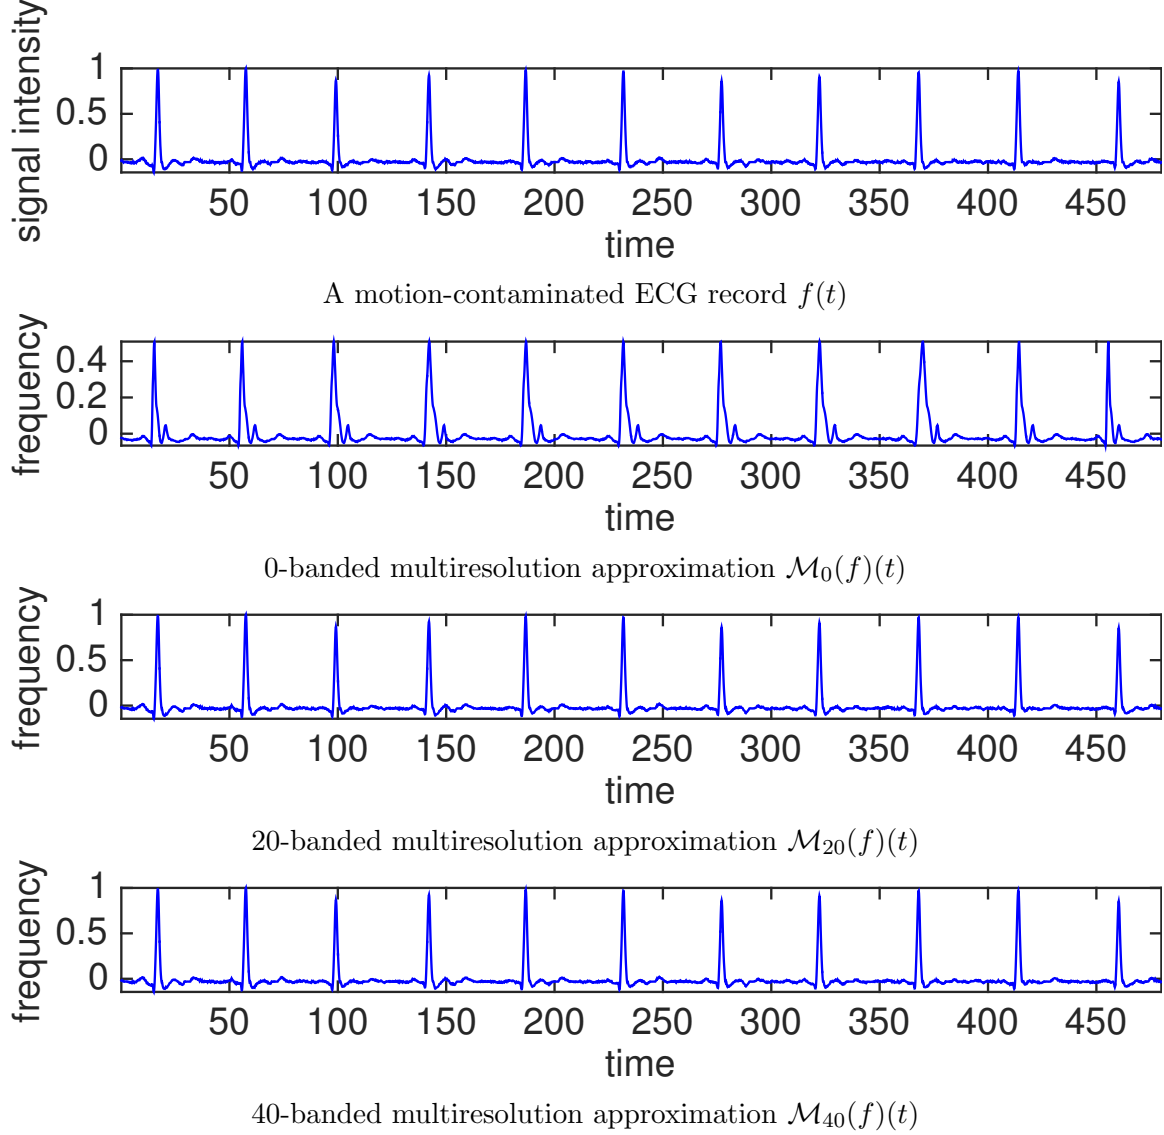 signal intensity
1
0.5
0
50 100 150 200 250 300 350 400 450
time
A motion-contaminated ECG record f(t)
frequency
0.4
0.2
0
50 100 150 200 250 300 350 400 450
time
0-banded multiresolution approximation ℳ₀(f)(t)
frequency
1
0.5
0
50 100 150 200 250 300 350 400 450
time
20-banded multiresolution approximation ℳ₂₀(f)(t)
frequency
1
0.5
0
50 100 150 200 250 300 350 400 450
time
40-banded multiresolution approximation ℳ₄₀(f)(t)